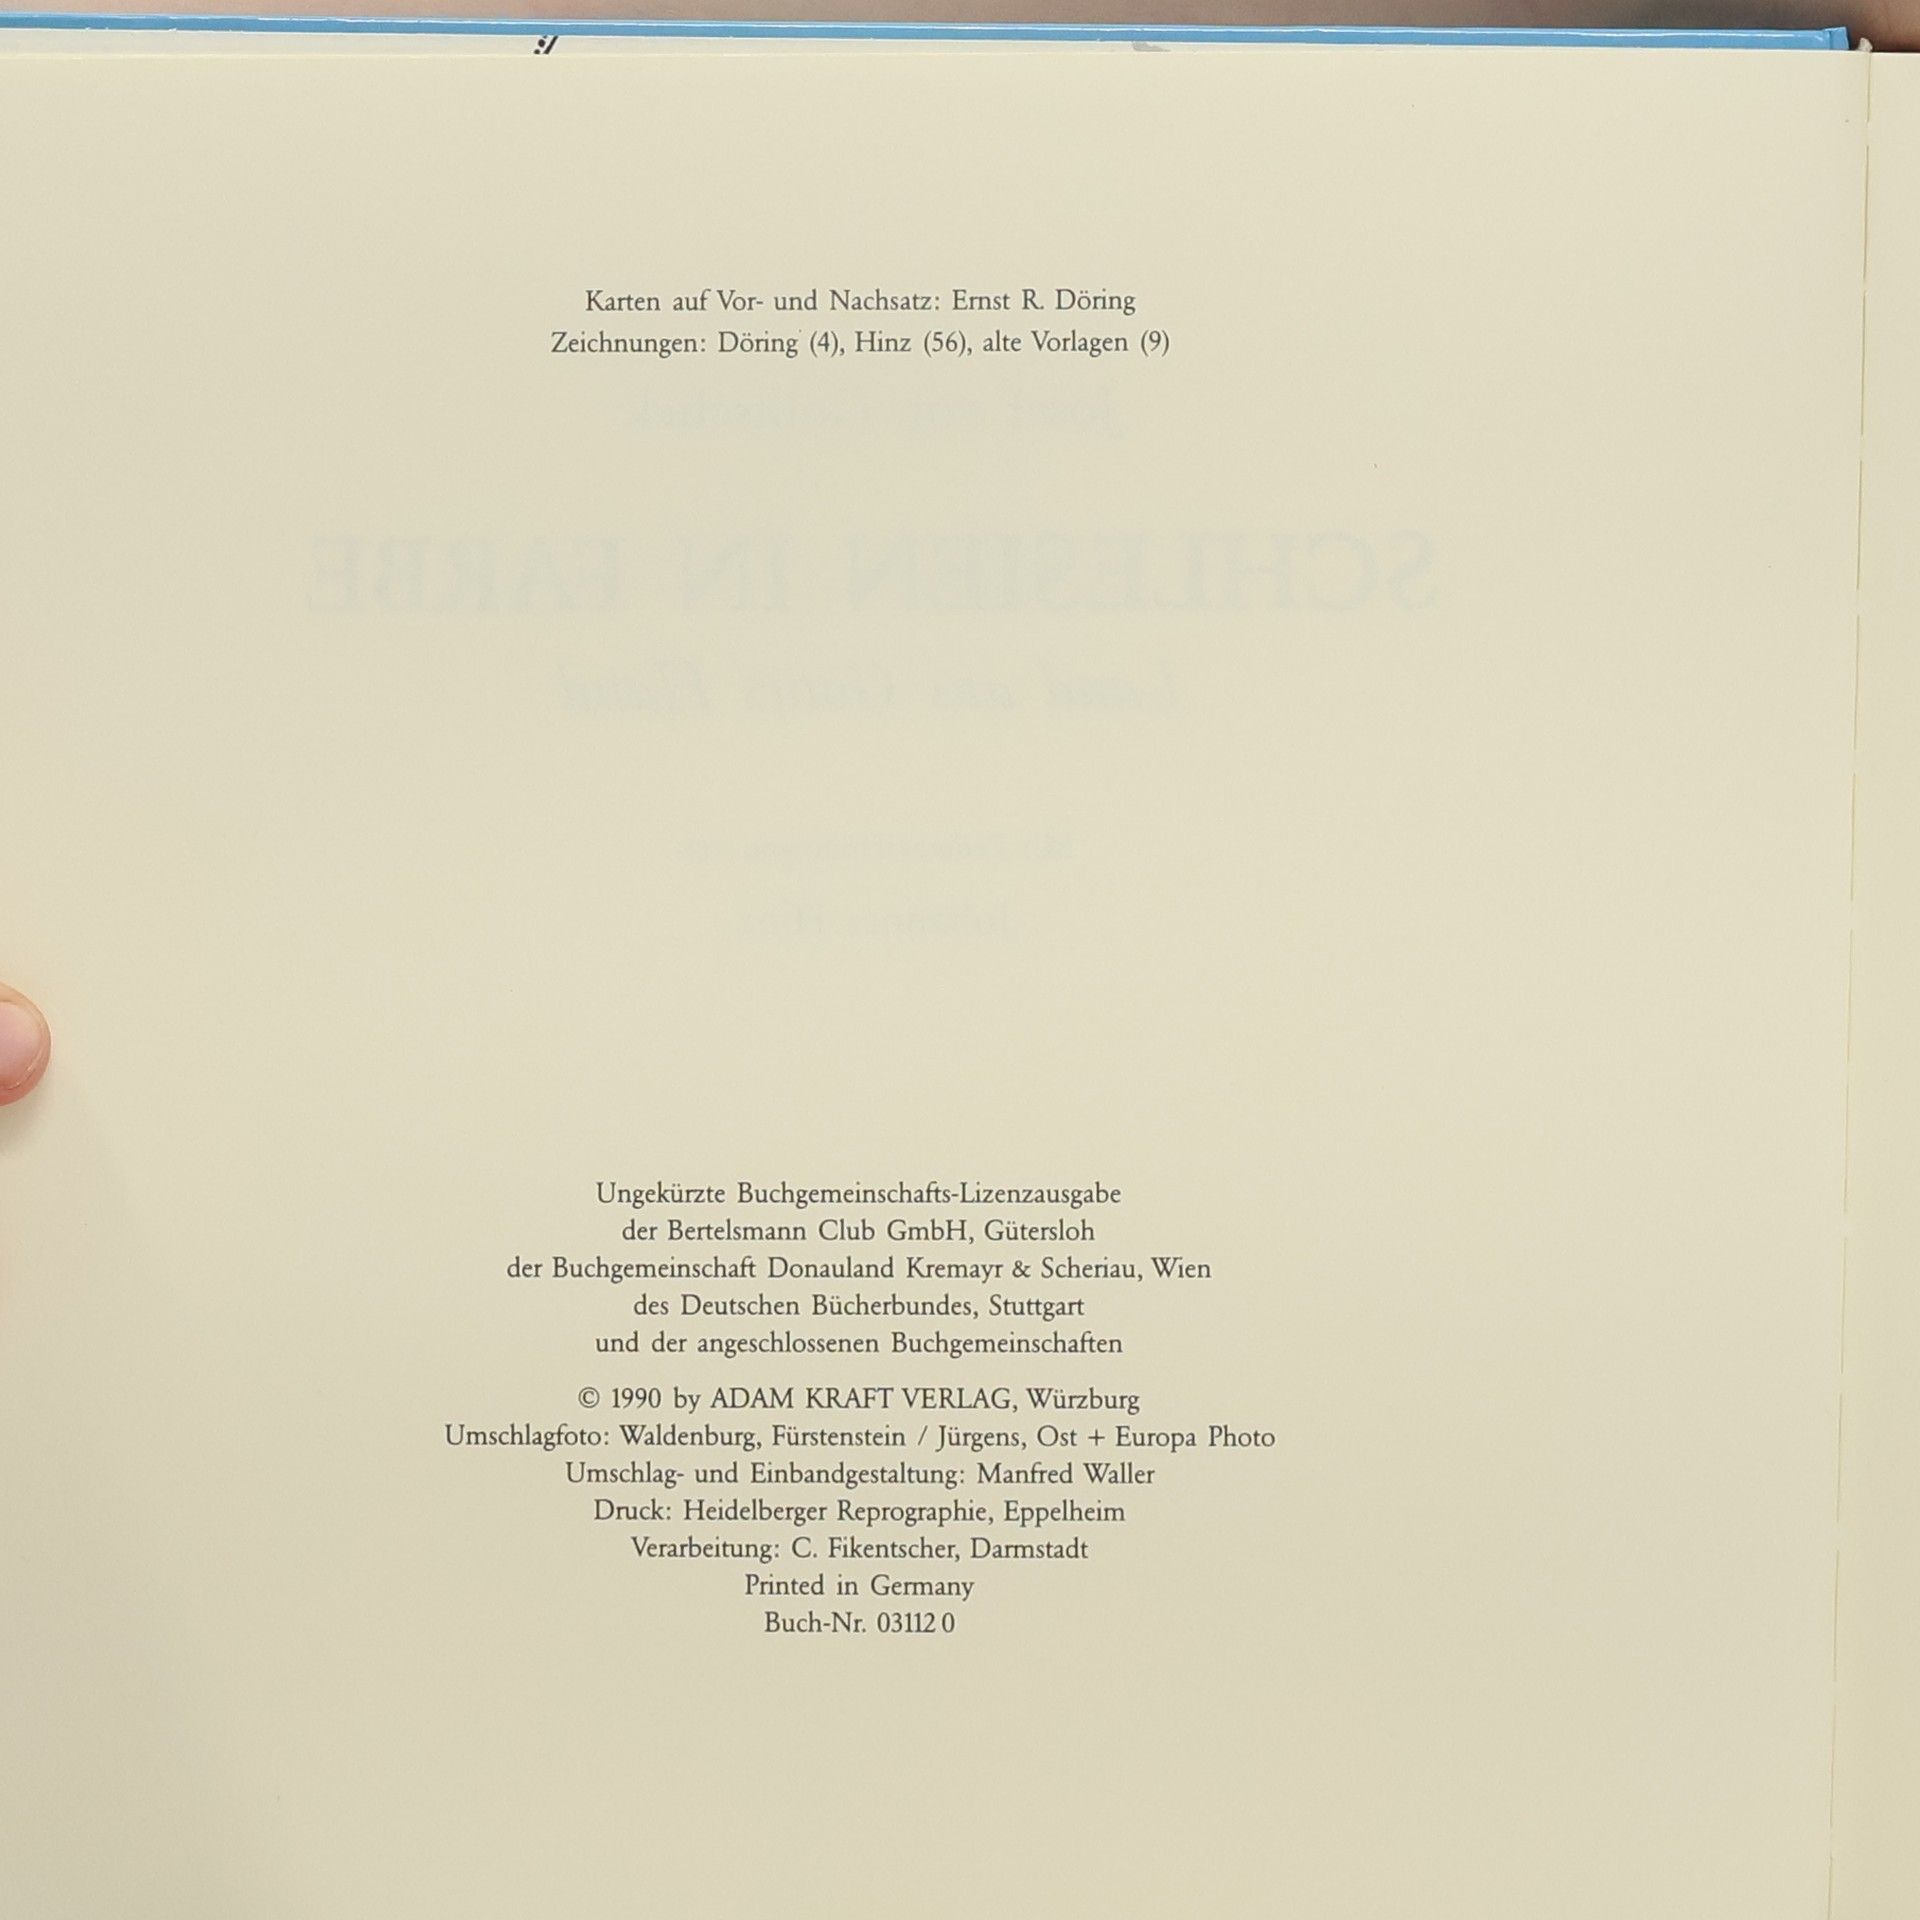 Karten auf Vor- und Nachsatz: Ernst R. Döring
Zeichnungen: Döring (4), Hinz (56), alte Vorlagen (9)
SCHLESIEN IN FARBE
Ungekürzte Buchgemeinschafts-Lizenzausgabe
der Bertelsmann Club GmbH, Gütersloh
der Buchgemeinschaft Donauland Kremayr & Scheriau, Wien
des Deutschen Bücherbundes, Stuttgart
und der angeschlossenen Buchgemeinschaften
© 1990 by ADAM KRAFT VERLAG, Würzburg
Umschlagfoto: Waldenburg, Fürstenstein / Jürgens, Ost + Europa Photo
Umschlag- und Einbandgestaltung: Manfred Waller
Druck: Heidelberger Reprographie, Eppelheim
Verarbeitung: C. Fikentscher, Darmstadt
Printed in Germany
Buch-Nr. 03112 0